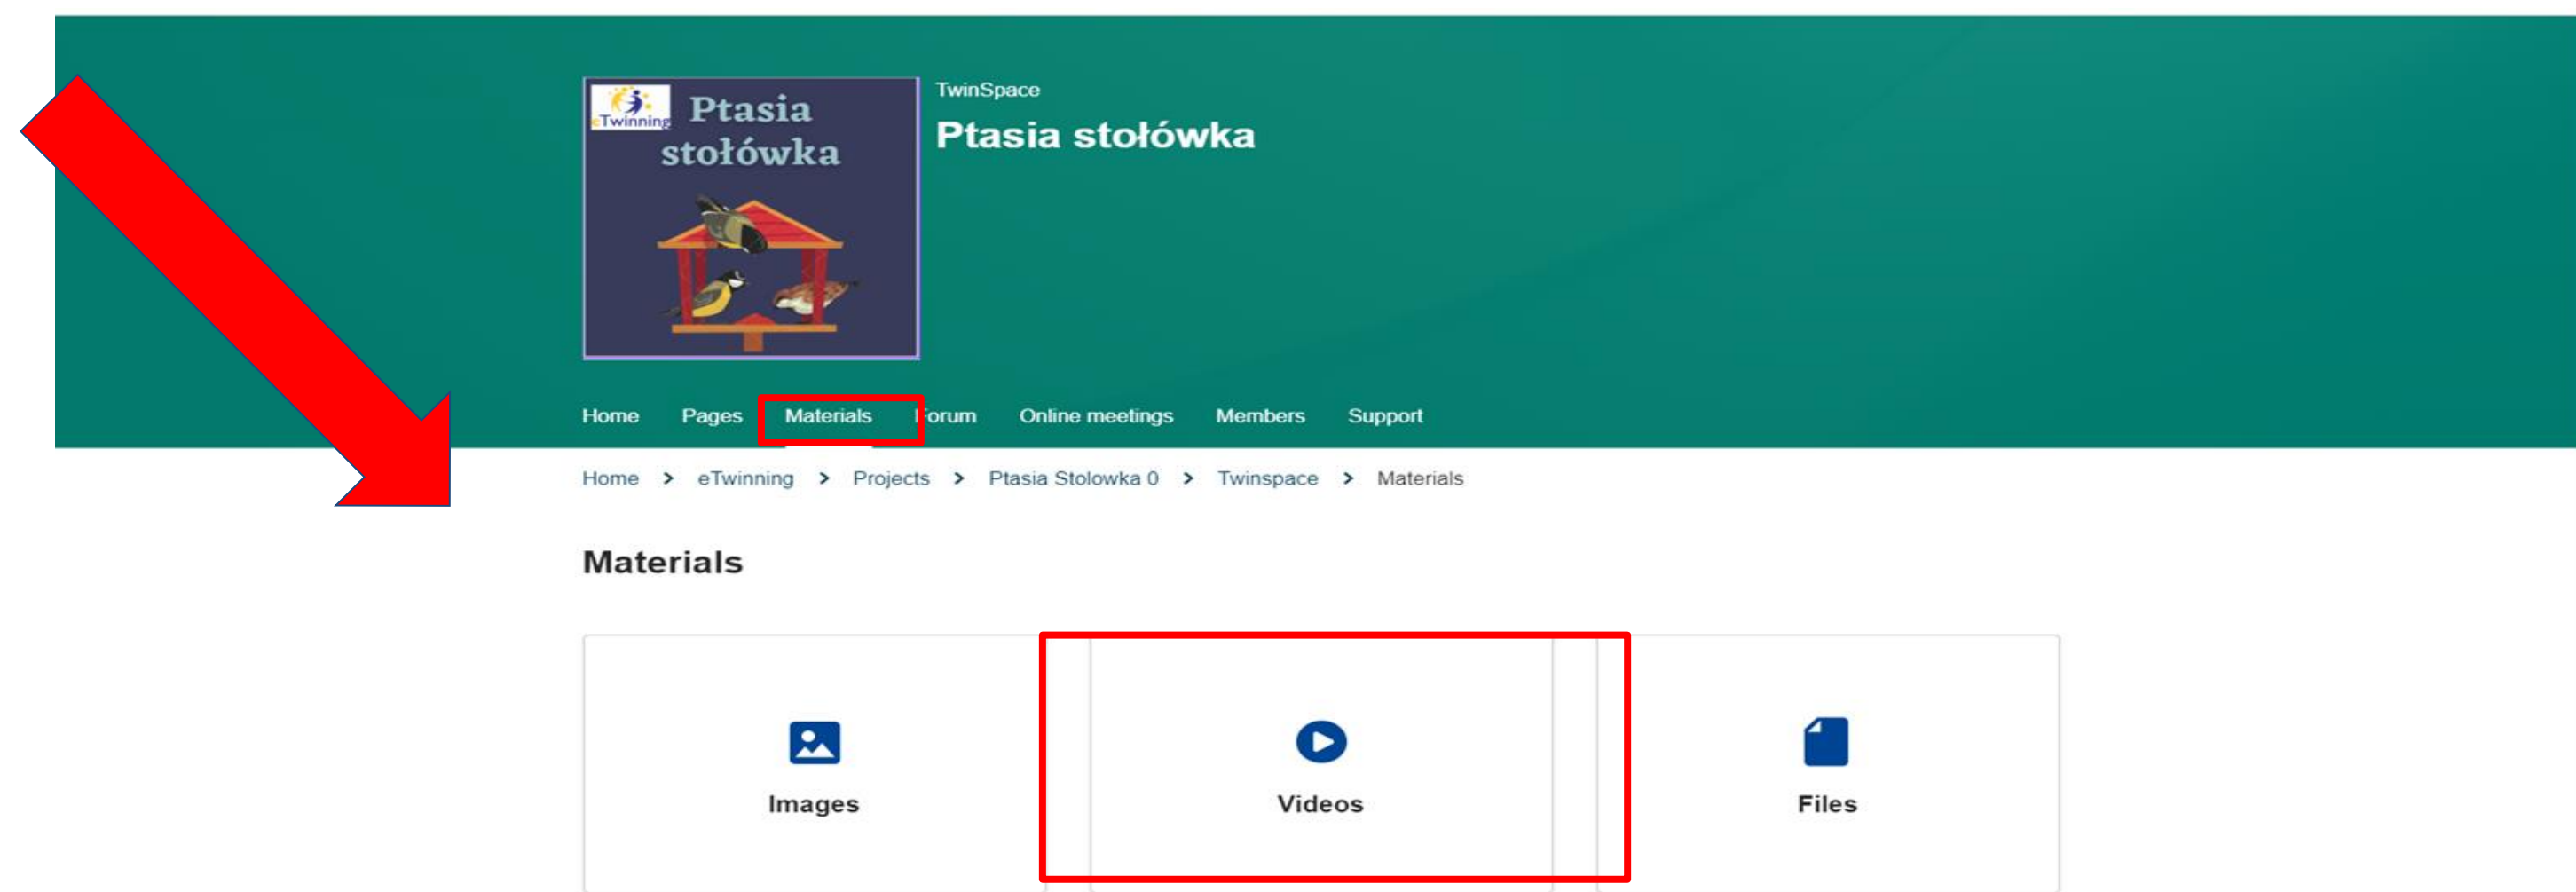 eTwinning
Ptasia
stołówka
TwinSpace
Ptasia stołówka
Home Pages Materials Forum Online meetings Members Support
Home > eTwinning > Projects > Ptasia Stolowka 0 > Twinspace > Materials
Materials
Images Videos Files